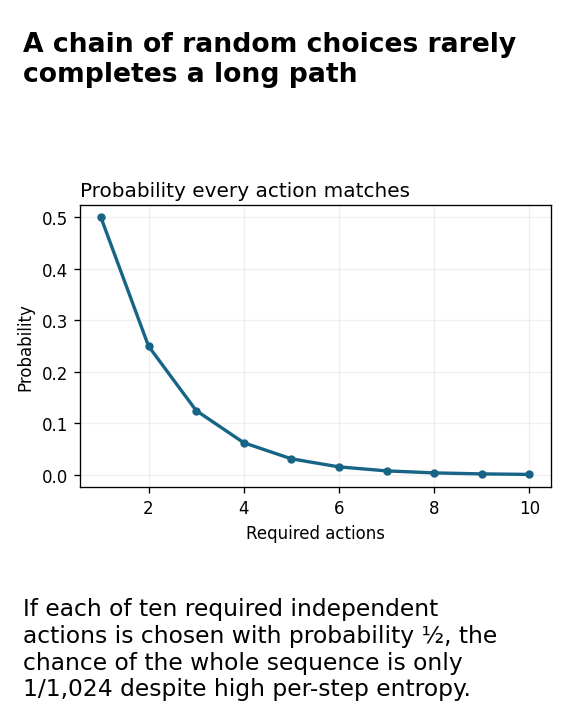 A chain of random choices rarely
completes a long path
Probability every action matches
0.5
0.4
0.3
0.2
0.1
0.0
Probability
2 4 6 8 10
Required actions
If each of ten required independent
actions is chosen with probability ½, the
chance of the whole sequence is only
1/1,024 despite high per-step entropy.